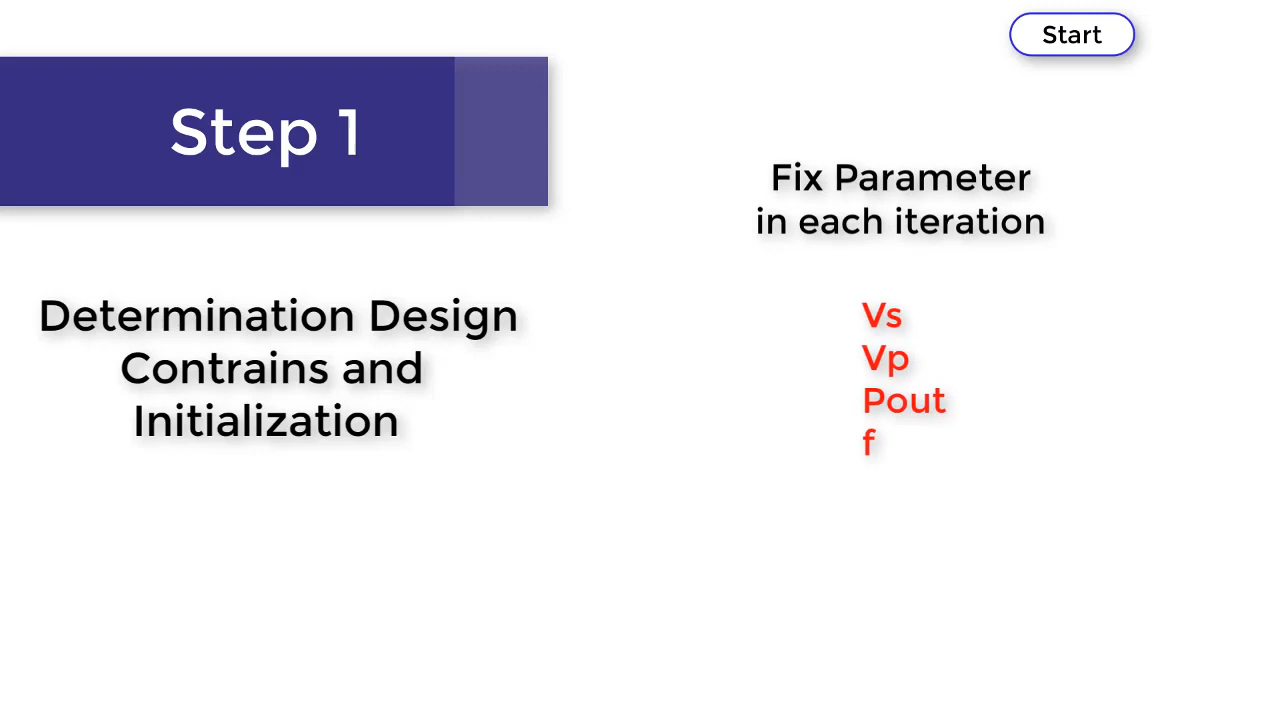 Start
Step 1
Fix Parameter
in each iteration
Determination Design
Contrains and
Initialization
Vs
Vp
Pout
f